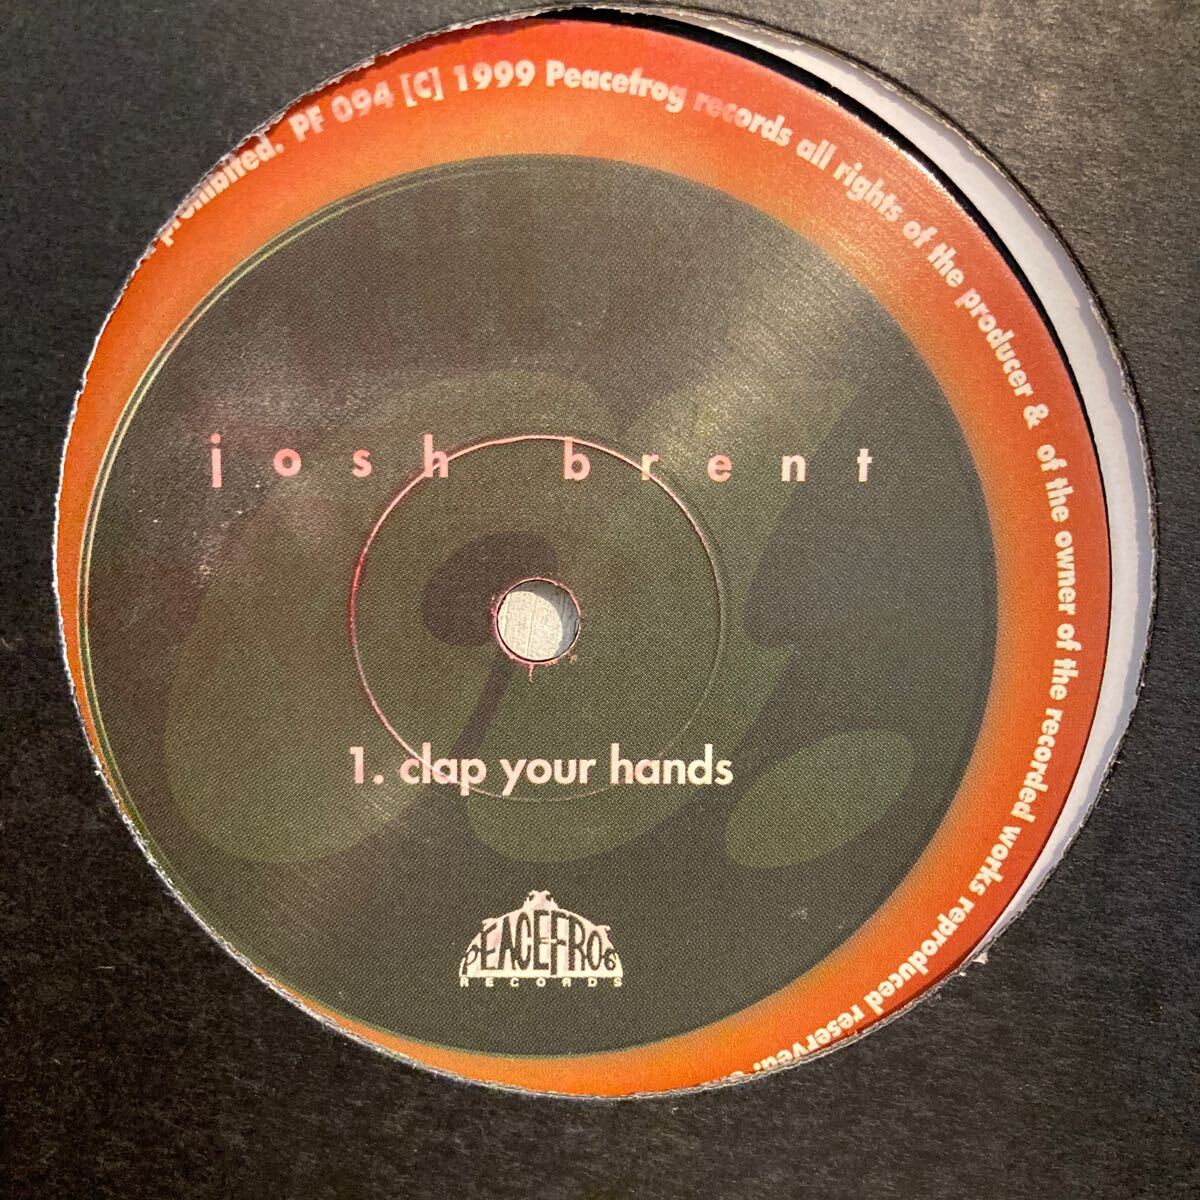 prohibited. PF 094 [C] 1999 Peacefrog records all rights of the producer & of the owner of the recorded works reproduced reserved.
josh brent
1. clap your hands
PEACEFROG
RECORDS